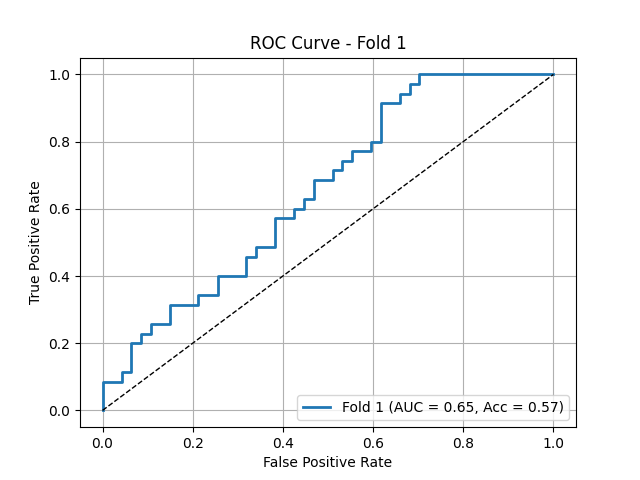 ROC Curve - Fold 1
1.0
0.8
0.6
0.4
0.2
0.0
True Positive Rate
Fold 1 (AUC = 0.65, Acc = 0.57)
0.0 0.2 0.4 0.6 0.8 1.0
False Positive Rate